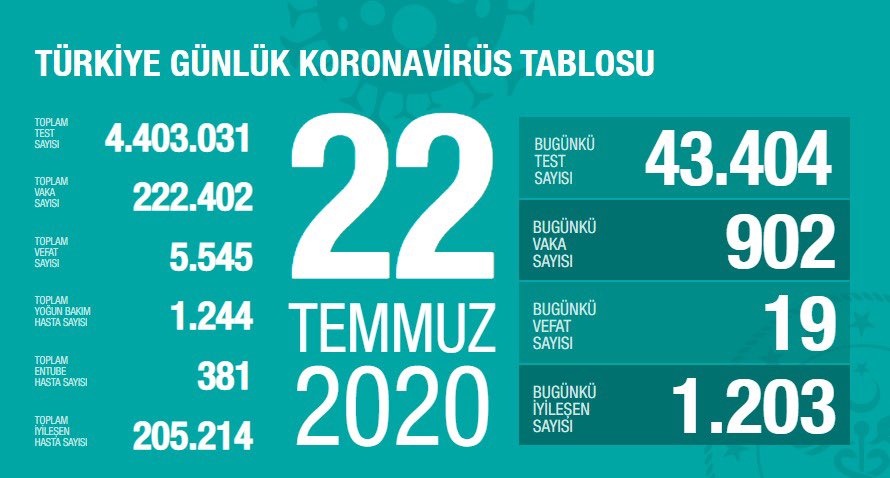 TÜRKİYE GÜNLÜK KORONAVİRÜS TABLOSU
TOPLAM
TEST
SAYISI
4.403.031
TOPLAM
VAKA
SAYISI
222.402
TOPLAM
VEFAT
SAYISI
5.545
TOPLAM
YOĞUN BAKIM
HASTA SAYISI
1.244
TOPLAM
ENTUBE
HASTA SAYISI
381
TOPLAM
İYİLEŞEN
HASTA SAYISI
205.214
22
TEMMUZ
2020
BUGÜNKÜ
TEST
SAYISI
43.404
BUGÜNKÜ
VAKA
SAYISI
902
BUGÜNKÜ
VEFAT
SAYISI
19
BUGÜNKÜ
İYİLEŞEN
SAYISI
1.203